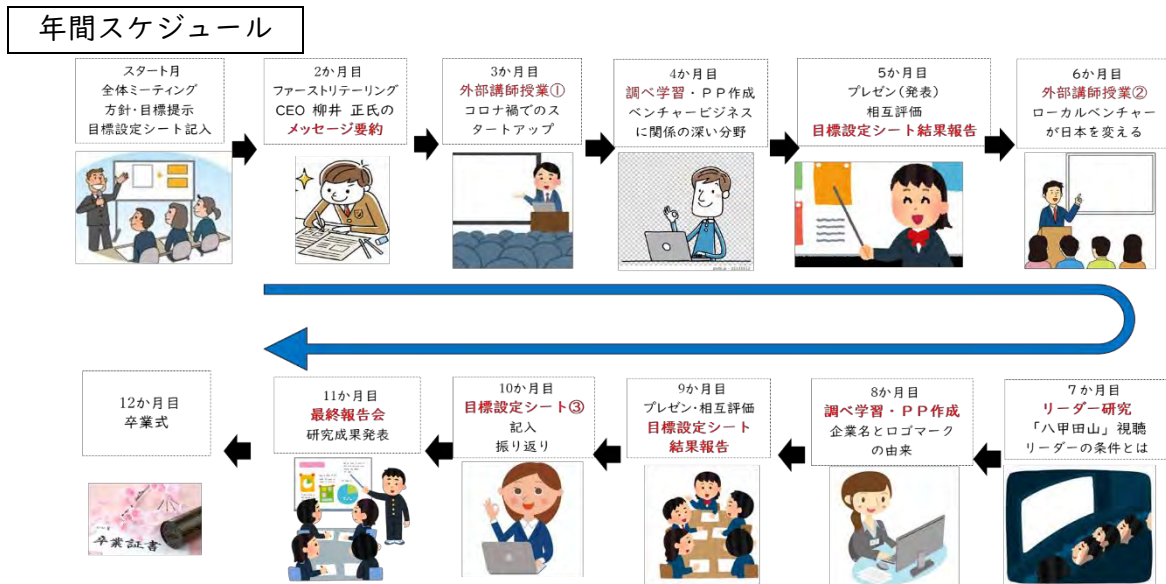 年間スケジュール
スタート月
全体ミーティング
方針・目標提示
目標設定シート記入
2か月目
ファーストリテーリング
CEO 柳井 正氏の
メッセージ要約
3か月目
外部講師授業①
コロナ禍でのス
タートアップ
4か月目
調べ学習・PP作成
ベンチャービジネス
に関係の深い分野
5か月目
プレゼン(発表)
相互評価
目標設定シート結果報告
6か月目
外部講師授業②
ローカルベンチャー
が日本を変える
7か月目
リーダー研究
「八甲田山」視聴
リーダーの条件とは
8か月目
調べ学習・PP作成
企業名とロゴマーク
の由来
9か月目
プレゼン・相互評価
目標設定シート
結果報告
10か月目
目標設定シート③
記入
振り返り
11か月目
最終報告会
研究成果発表
12か月目
卒業式
卒業証書